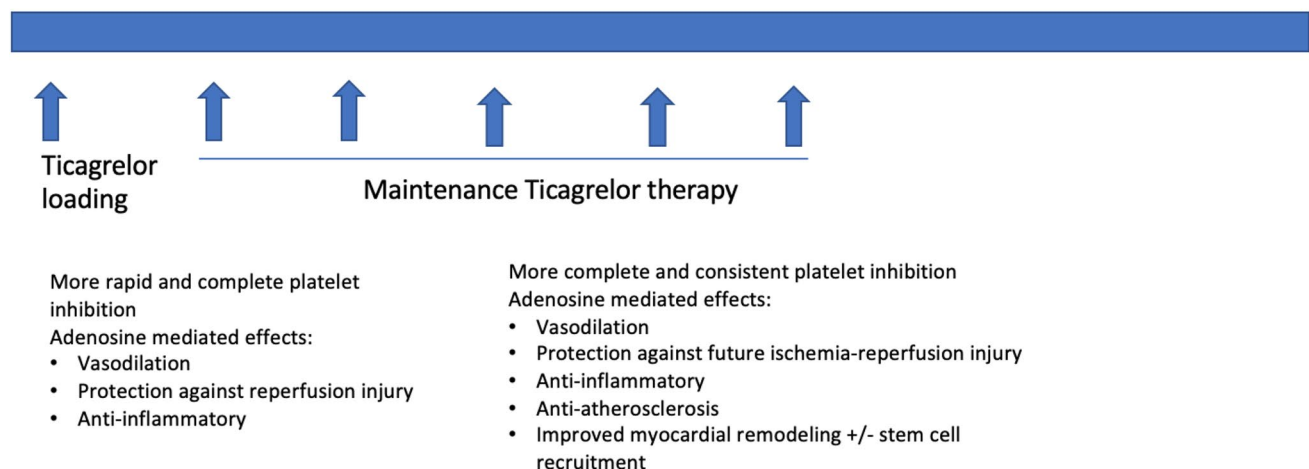 Ticagrelor
loading
Maintenance Ticagrelor therapy
More rapid and complete platelet
inhibition
Adenosine mediated effects:
• Vasodilation
• Protection against reperfusion injury
• Anti-inflammatory
More complete and consistent platelet inhibition
Adenosine mediated effects:
• Vasodilation
• Protection against future ischemia-reperfusion injury
• Anti-inflammatory
• Anti-atherosclerosis
• Improved myocardial remodeling +/- stem cell
recruitment